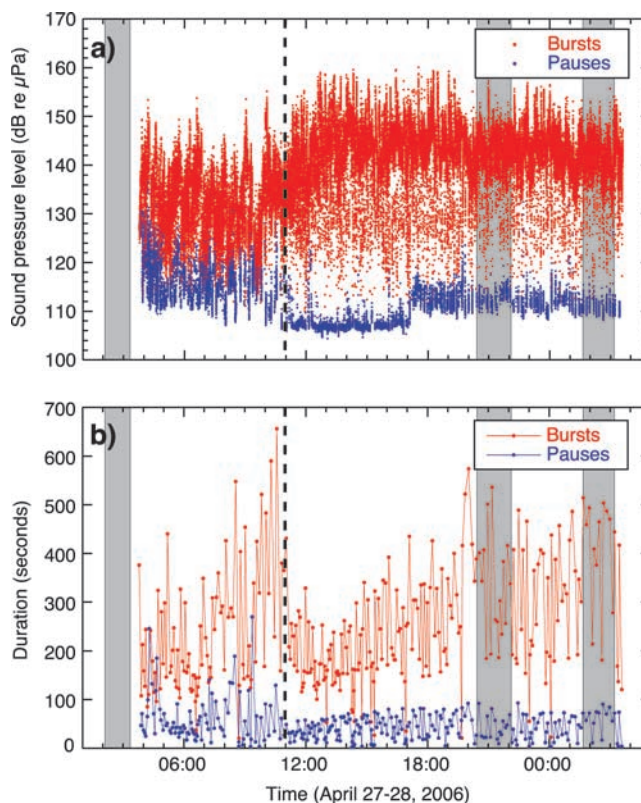 a)
Bursts
Pauses
Sound pressure level (dB re µPa)
170
160
150
140
130
120
110
100
b)
Bursts
Pauses
Duration (seconds)
700
600
500
400
300
200
100
0
06:00 12:00 18:00 00:00
Time (April 27-28, 2006)